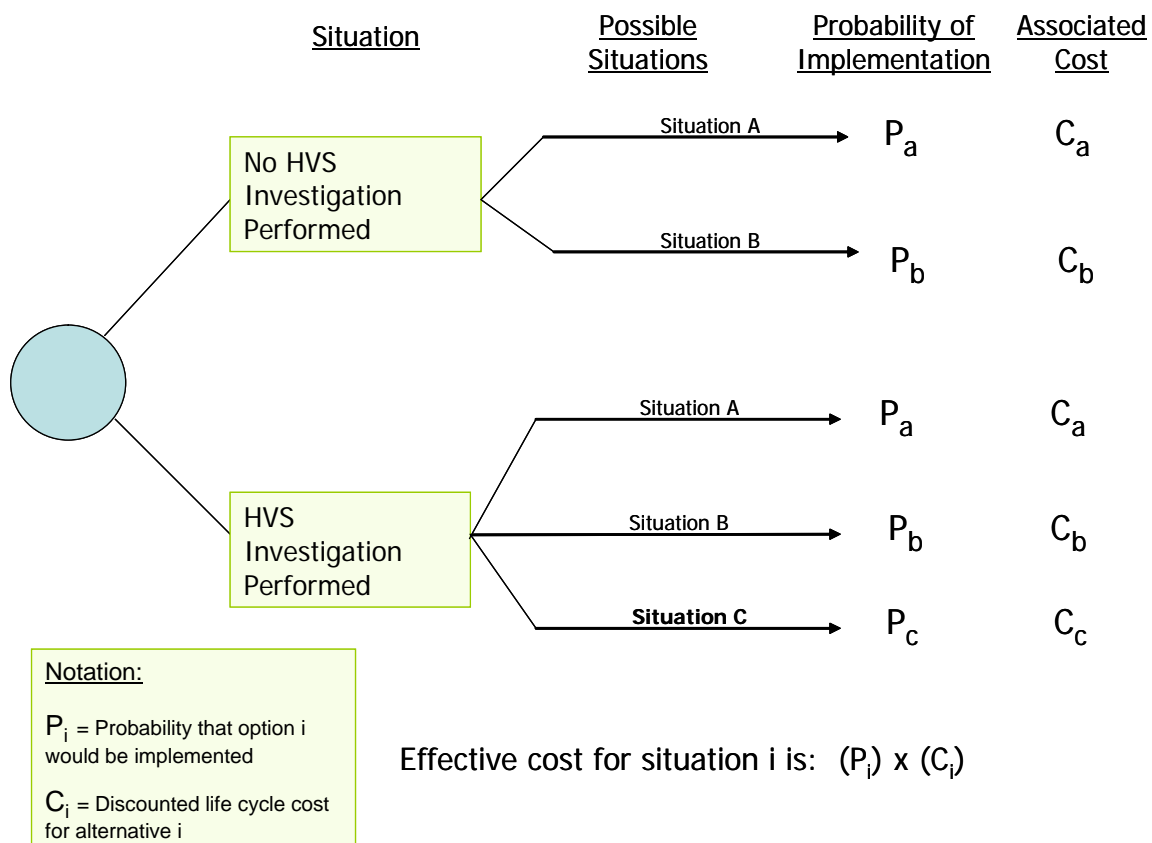 Situation
Possible
Situations
Probability of
Implementation
Associated
Cost
No HVS
Investigation
Performed
Situation A
Pa
Ca
Situation B
Pb
Cb
HVS
Investigation
Performed
Situation A
Pa
Ca
Situation B
Pb
Cb
Situation C
Pc
Cc
Notation:
Pi = Probability that option i
would be implemented
Ci = Discounted life cycle cost
for alternative i
Effective cost for situation i is: (Pi) x (Ci)